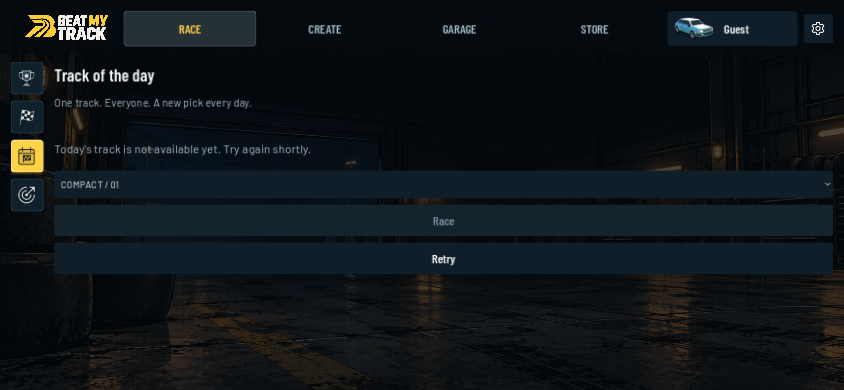 BEAT MY
TRACK
RACE
CREATE
GARAGE
STORE
Guest
Track of the day
One track. Everyone. A new pick every day.
Today's track is not available yet. Try again shortly.
COMPACT / 01
Race
Retry